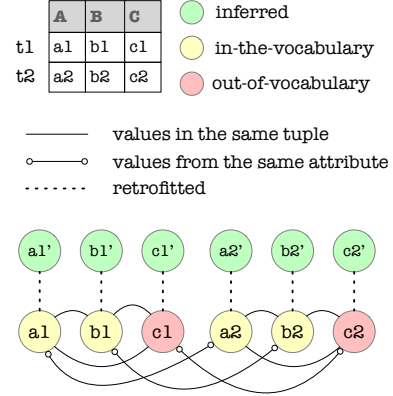 A B C
t1 a1 b1 c1
t2 a2 b2 c2
inferred
in-the-vocabulary
out-of-vocabulary
values in the same tuple
values from the same attribute
retrofitted
a1' b1' c1' a2' b2' c2'
a1 b1 c1 a2 b2 c2